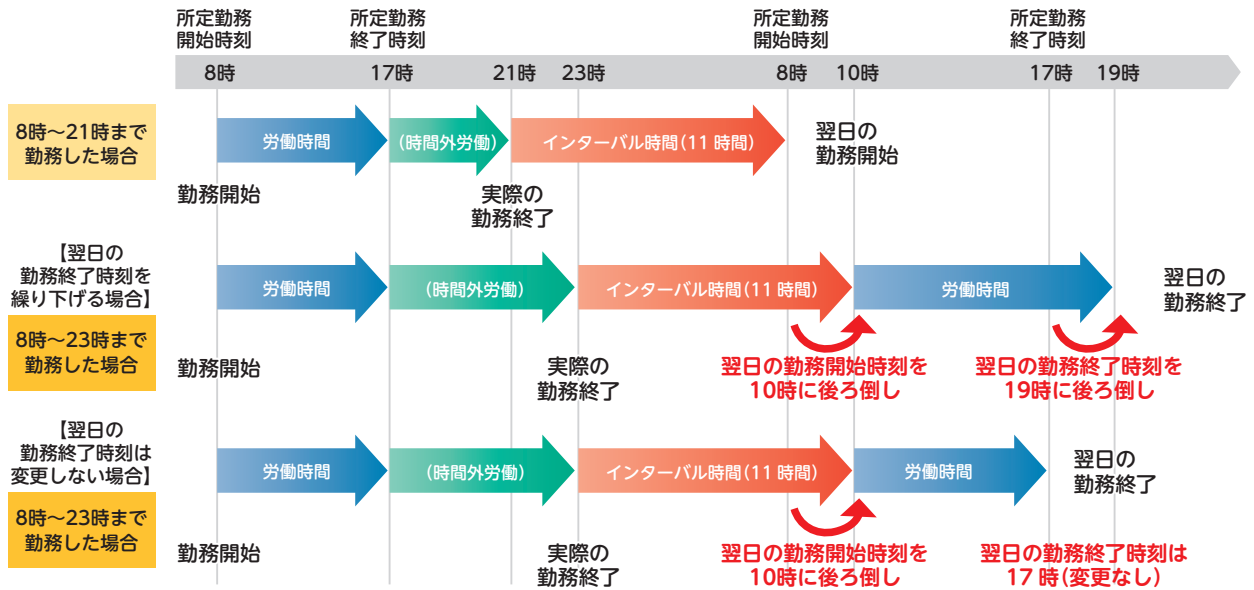 所定勤務
開始時刻
所定勤務
終了時刻
所定勤務
開始時刻
所定勤務
終了時刻
8時
17時
21時
23時
8時
10時
17時
19時
8時～21時まで
勤務した場合
労働時間
(時間外労働)
インターバル時間(11 時間)
翌日の
勤務開始
勤務開始
実際の
勤務終了
【翌日の
勤務終了時刻を
繰り下げる場合】
8時～23時まで
勤務した場合
労働時間
(時間外労働)
インターバル時間(11 時間)
労働時間
翌日の
勤務終了
勤務開始
実際の
勤務終了
翌日の勤務開始時刻を
10時に後ろ倒し
翌日の勤務終了時刻を
19時に後ろ倒し
【翌日の
勤務終了時刻は
変更しない場合】
8時～23時まで
勤務した場合
労働時間
(時間外労働)
インターバル時間(11 時間)
労働時間
翌日の
勤務終了
勤務開始
実際の
勤務終了
翌日の勤務開始時刻を
10時に後ろ倒し
翌日の勤務終了時刻は
17 時(変更なし)